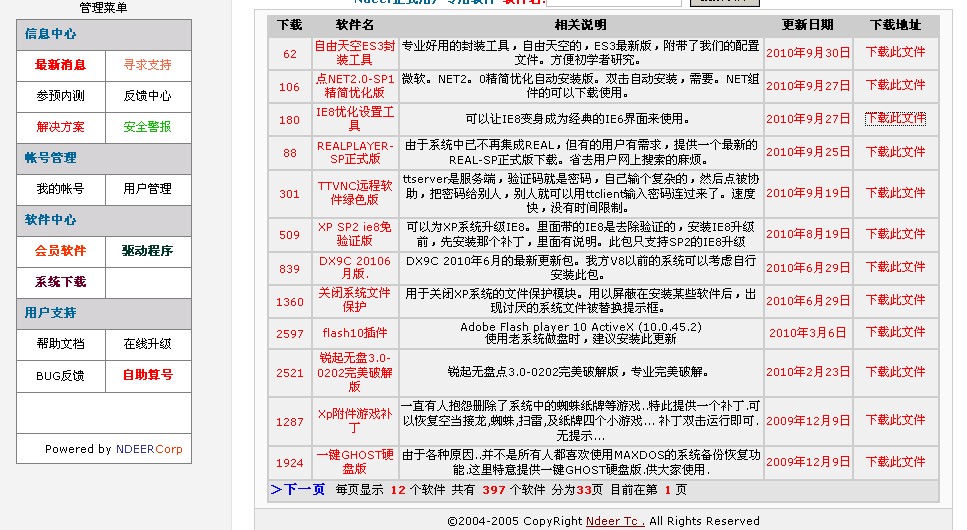 管理菜单
信息中心
最新消息 寻求支持
参预内测 反馈中心
解决方案 安全警报
帐号管理
我的帐号 用户管理
软件中心
会员软件 驱动程序
系统下载
用户支持
帮助文档 在线升级
BUG反馈 自助算号
Powered by NDEERCorp
下载 软件名 相关说明 更新日期 下载地址
62 自由天空ES3封装工具 专业好用的封装工具，自由天空的，ES3最新版，附带了我们的配置 2010年9月30日 下载此文件
文件。方便初学者研究。
106 点NET2.0-SP1精简优化版 微软。NET2。0精简优化自动安装版。双击自动安装，需要。NET组 2010年9月27日 下载此文件
件的可以下载使用。
180 IE8优化设置工具 可以让IE8变身成为经典的IE6界面来使用。 2010年9月27日 下载此文件
88 REALPLAYER-SP正式版 由于系统中已不再集成REAL，但有的用户有需求，提供一个最新的 2010年9月25日 下载此文件
REAL-SP正式版下载。省去用户网上搜索的麻烦。
301 TTVNC远程软件绿色版 ttserver是服务端，验证码就是密码，自己输个复杂的，然后点被协 2010年9月19日 下载此文件
助，把密码给别人，别人就可以用ttclient输入密码连过来了。速度
快，没有时间限制。
509 XP SP2 ie8免验证版 可以为XP系统升级IE8。里面带的IE8是去除验证的，安装IE8升级 2010年8月19日 下载此文件
前，先安装那个补丁，里面有说明。此包只支持SP2的IE8升级
839 DX9C 20106月版. DX9C 2010年6月的最新更新包。我方V8以前的系统可以考虑自行 2010年6月29日 下载此文件
安装此包。
1360 关闭系统文件保护 用于关闭XP系统的文件保护模块。用以屏蔽在安装某些软件后，出 2010年6月29日 下载此文件
现讨厌的系统文件被替换提示框。
2597 flash10插件 Adobe Flash player 10 ActiveX (10.0.45.2) 2010年3月6日 下载此文件
使用老系统做盘时，建议安装此更新
2521 锐起无盘3.0-0202完美破解版 锐起无盘点3.0-0202完美破解版，专业完美破解。 2010年2月23日 下载此文件
1287 Xp附件游戏补丁 一直有人抱怨删除了系统中的蜘蛛纸牌等游戏..特此提供一个补丁.可 2009年12月9日 下载此文件
以恢复空当接龙,蜘蛛,扫雷,及纸牌四个小游戏... 补丁双击运行即可.
无提示...
1924 一键GHOST硬盘版 由于各种原因..并不是所有人都喜欢使用MAXDOS的系统备份恢复功 2009年12月9日 下载此文件
能.这里特意提供一键GHOST硬盘版.供大家使用.
>下一页 每页显示 12 个软件 共有 397 个软件 分为33页 目前在第 1 页
©2004-2005 CopyRight Ndeer Tc . All Rights Reserved